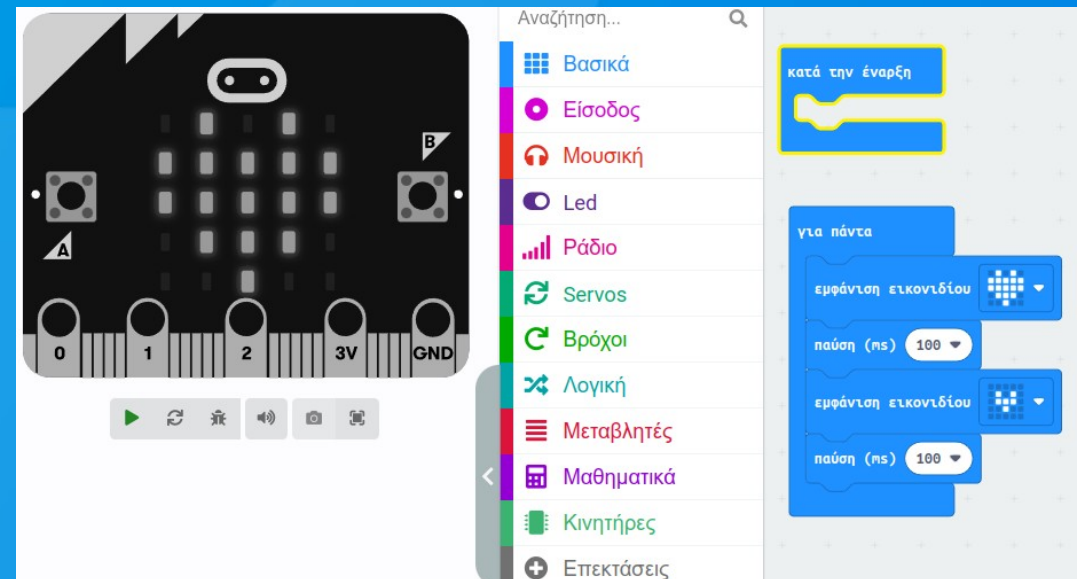 Αναζήτηση...
Βασικά
Είσοδος
Μουσική
Led
Ράδιο
Servos
Βρόχοι
Λογική
Μεταβλητές
Μαθηματικά
Κινητήρες
Επεκτάσεις
A
B
0 1 2 3V GND
κατά την έναρξη
για πάντα
εμφάνιση εικονιδίου
παύση (ms) 100
εμφάνιση εικονιδίου
παύση (ms) 100